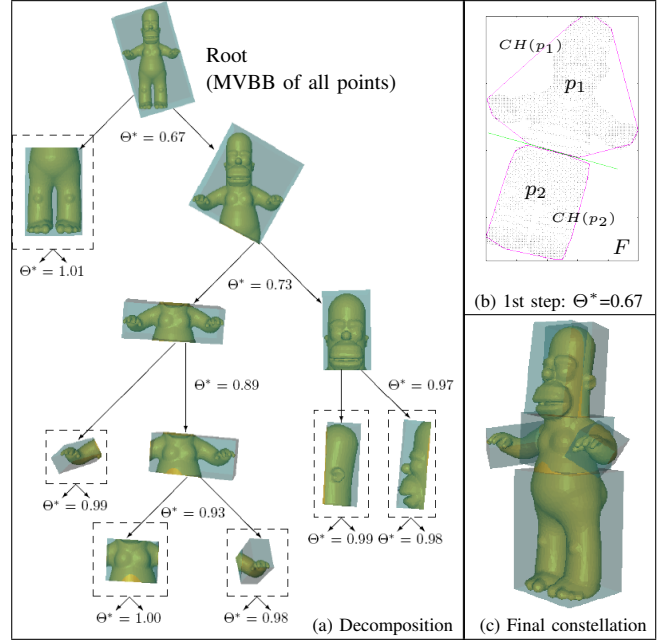 Root
(MVBB of all points)
Θ* = 0.67
Θ* = 1.01
Θ* = 0.73
Θ* = 0.89
Θ* = 0.97
Θ* = 0.99
Θ* = 0.93
Θ* = 0.99
Θ* = 0.98
Θ* = 1.00
Θ* = 0.98
(a) Decomposition
CH(p₁)
p₁
p₂
CH(p₂)
F
(b) 1st step: Θ*=0.67
(c) Final constellation